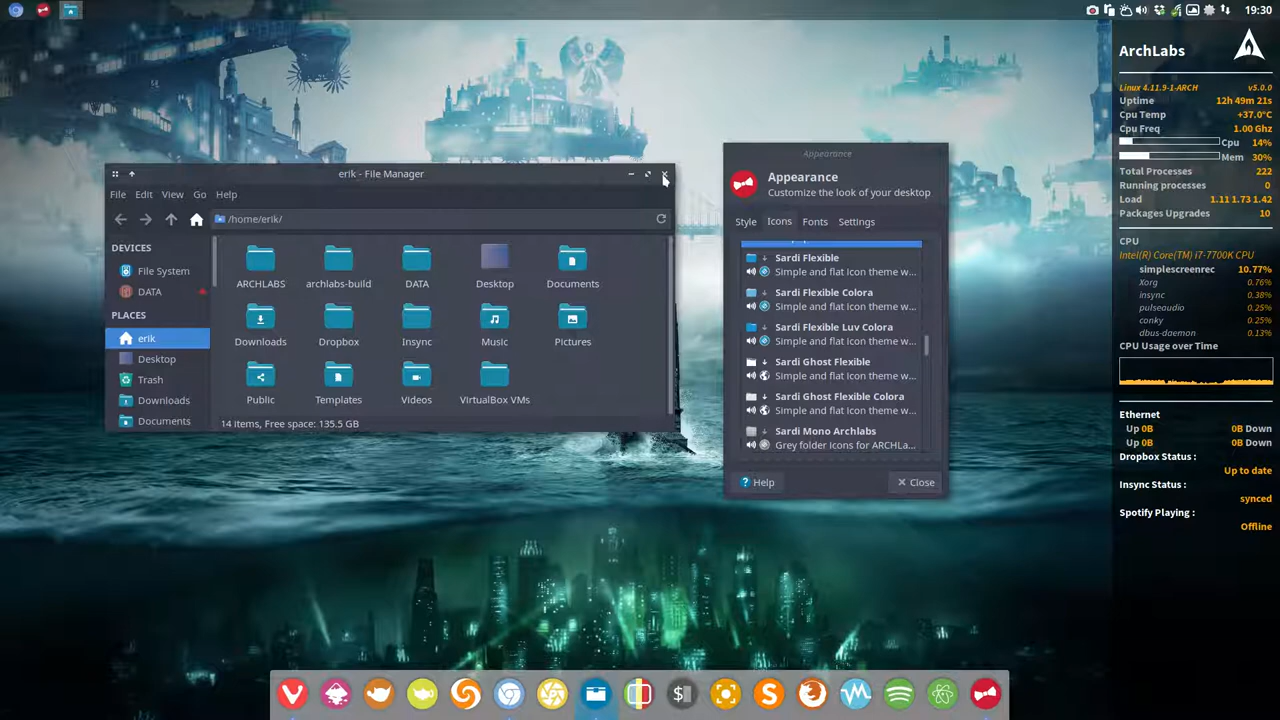 19:30
erik - File Manager
File Edit View Go Help
/home/erik/
DEVICES
File System
DATA
PLACES
erik
Desktop
Trash
Downloads
Documents
ARCHLABS archlabs-build DATA Desktop Documents
Downloads Dropbox Insync Music Pictures
Public Templates Videos VirtualBox VMs
14 items, Free space: 135.5 GB
Appearance
Appearance
Customize the look of your desktop
Style Icons Fonts Settings
Sardi Flexible
Simple and flat Icon theme w...
Sardi Flexible Colora
Simple and flat Icon theme w...
Sardi Flexible Luv Colora
Simple and flat Icon theme w...
Sardi Ghost Flexible
Simple and flat Icon theme w...
Sardi Ghost Flexible Colora
Simple and flat Icon theme w...
Sardi Mono Archlabs
Grey folder icons for ARCHLa...
Help Close
ArchLabs
Linux 4.11.9-1-ARCH v5.0.0
Uptime 12h 49m 21s
Cpu Temp +37.0°C
Cpu Freq 1.00 Ghz
Cpu 14%
Mem 30%
Total Processes 222
Running processes 0
Load 1.11 1.73 1.42
Packages Upgrades 10
CPU
Intel(R) Core(TM) i7-7700K CPU
simplescreenrec 10.77%
Xorg 0.76%
insync 0.38%
pulseaudio 0.25%
conky 0.25%
dbus-daemon 0.13%
CPU Usage over Time
Ethernet
Up 0B 0B Down
Up 0B 0B Down
Dropbox Status :
Up to date
Insync Status :
synced
Spotify Playing :
Offline